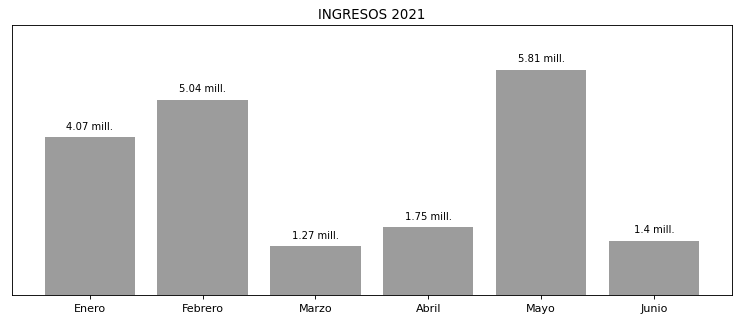 INGRESOS 2021
4.07 mill.
5.04 mill.
1.27 mill.
1.75 mill.
5.81 mill.
1.4 mill.
Enero
Febrero
Marzo
Abril
Mayo
Junio